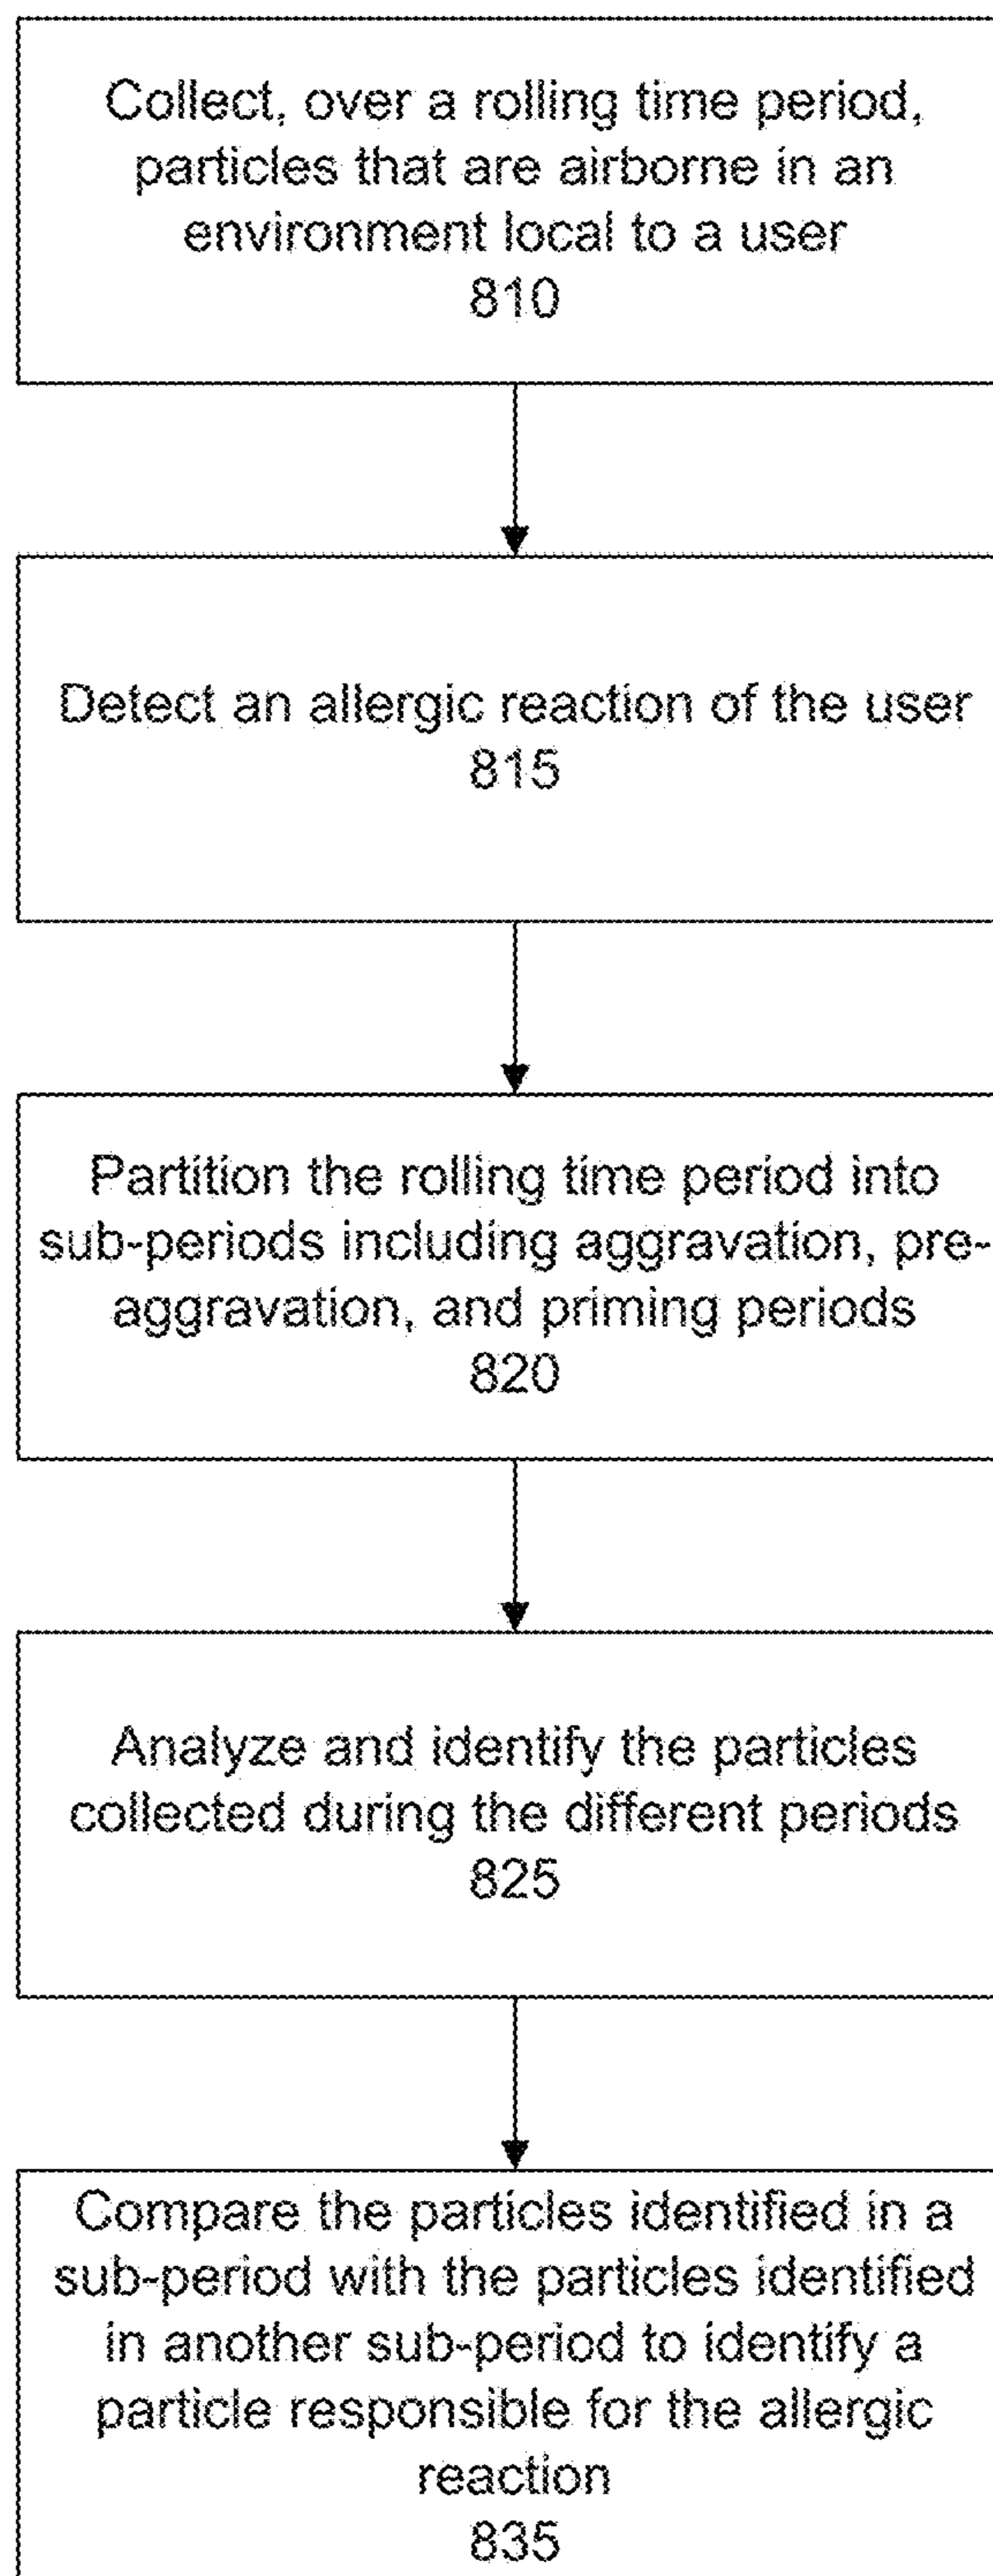 Collect, over a rolling time period,
particles that are airborne in an
environment local to a user
810
Detect an allergic reaction of the user
815
Partition the rolling time period into
sub-periods including aggravation, pre-
aggravation, and priming periods
820
Analyze and identify the particles
collected during the different periods
825
Compare the particles identified in a
sub-period with the particles identified
in another sub-period to identify a
particle responsible for the allergic
reaction
835